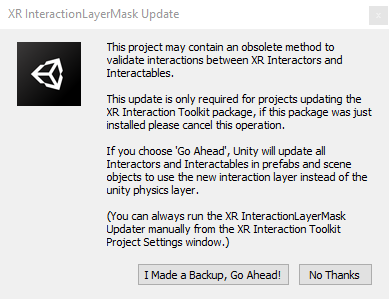 XR InteractionLayerMask Update
This project may contain an obsolete method to
validate interactions between XR Interactors and
Interactables.
This update is only required for projects updating the
XR Interaction Toolkit package, if this package was just
installed please cancel this operation.
If you choose 'Go Ahead', Unity will update all
Interactors and Interactables in prefabs and scene
objects to use the new interaction layer instead of the
unity physics layer.
(You can always run the XR InteractionLayerMask
Updater manually from the XR Interaction Toolkit
Project Settings window.)
I Made a Backup, Go Ahead!
No Thanks